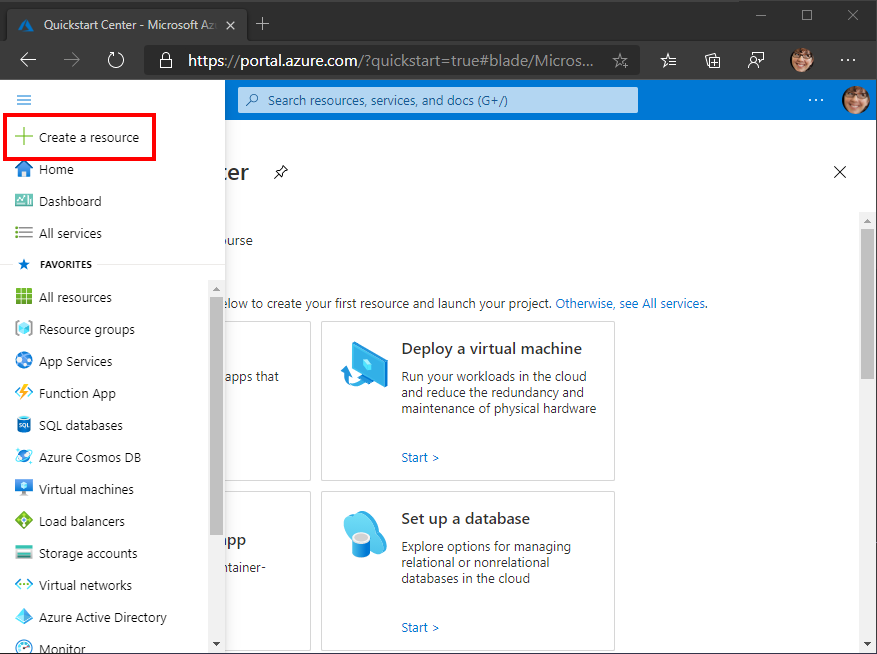 Quickstart Center - Microsoft Az
https://portal.azure.com/?quickstart=true#blade/Micros...
Search resources, services, and docs (G+/)
Create a resource
Home
Dashboard
All services
FAVORITES
All resources
Resource groups
App Services
Function App
SQL databases
Azure Cosmos DB
Virtual machines
Load balancers
Storage accounts
Virtual networks
Azure Active Directory
Monitor
ter
ourse
elow to create your first resource and launch your project. Otherwise, see All services.
apps that
Deploy a virtual machine
Run your workloads in the cloud
and reduce the redundancy and
maintenance of physical hardware
Start >
pp
ntainer-
Set up a database
Explore options for managing
relational or nonrelational
databases in the cloud
Start >